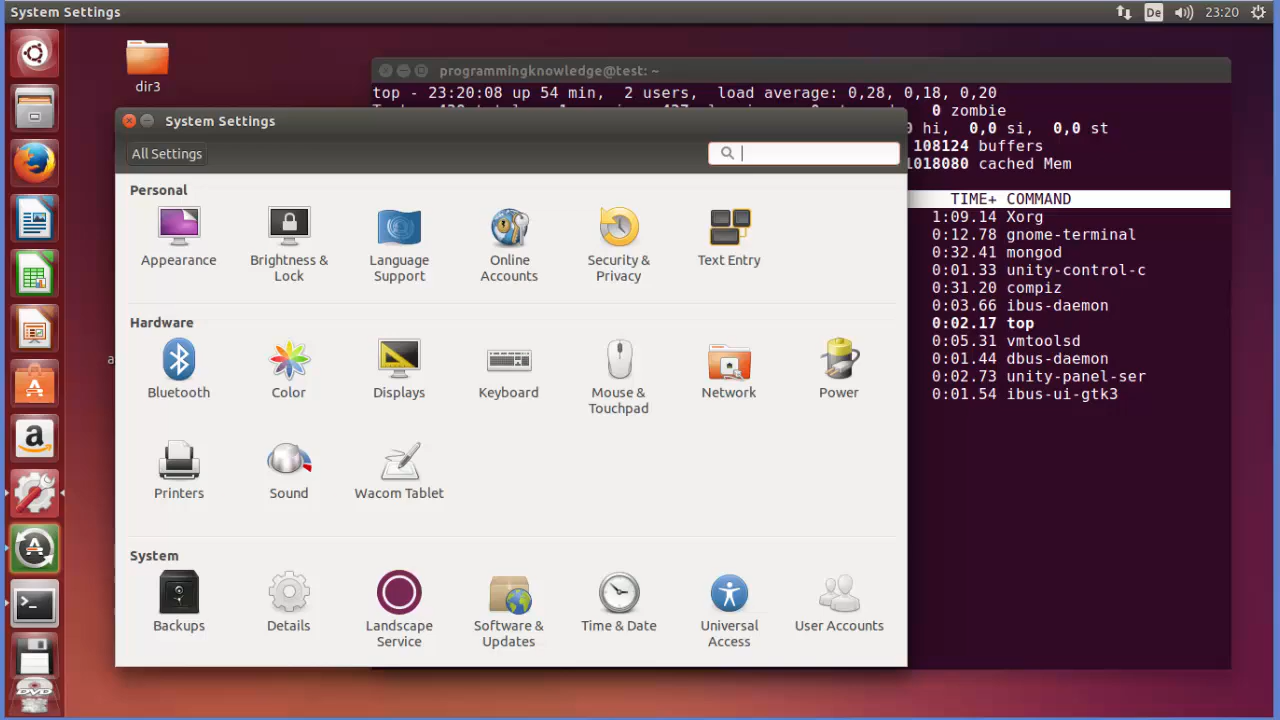 System Settings
De
23:20
dir3
programmingknowledge@test: ~
top - 23:20:08 up 54 min, 2 users, load average: 0,28, 0,18, 0,20
0 zombie
hi, 0,0 si, 0,0 st
108124 buffers
1018080 cached Mem
TIME+ COMMAND
1:09.14 Xorg
0:12.78 gnome-terminal
0:32.41 mongod
0:01.33 unity-control-c
0:31.20 compiz
0:03.66 ibus-daemon
0:02.17 top
0:05.31 vmtoolsd
0:01.44 dbus-daemon
0:02.73 unity-panel-ser
0:01.54 ibus-ui-gtk3
System Settings
All Settings
Personal
Appearance
Brightness &
Lock
Language
Support
Online
Accounts
Security &
Privacy
Text Entry
Hardware
Bluetooth
Color
Displays
Keyboard
Mouse &
Touchpad
Network
Power
Printers
Sound
Wacom Tablet
System
Backups
Details
Landscape
Service
Software &
Updates
Time & Date
Universal
Access
User Accounts